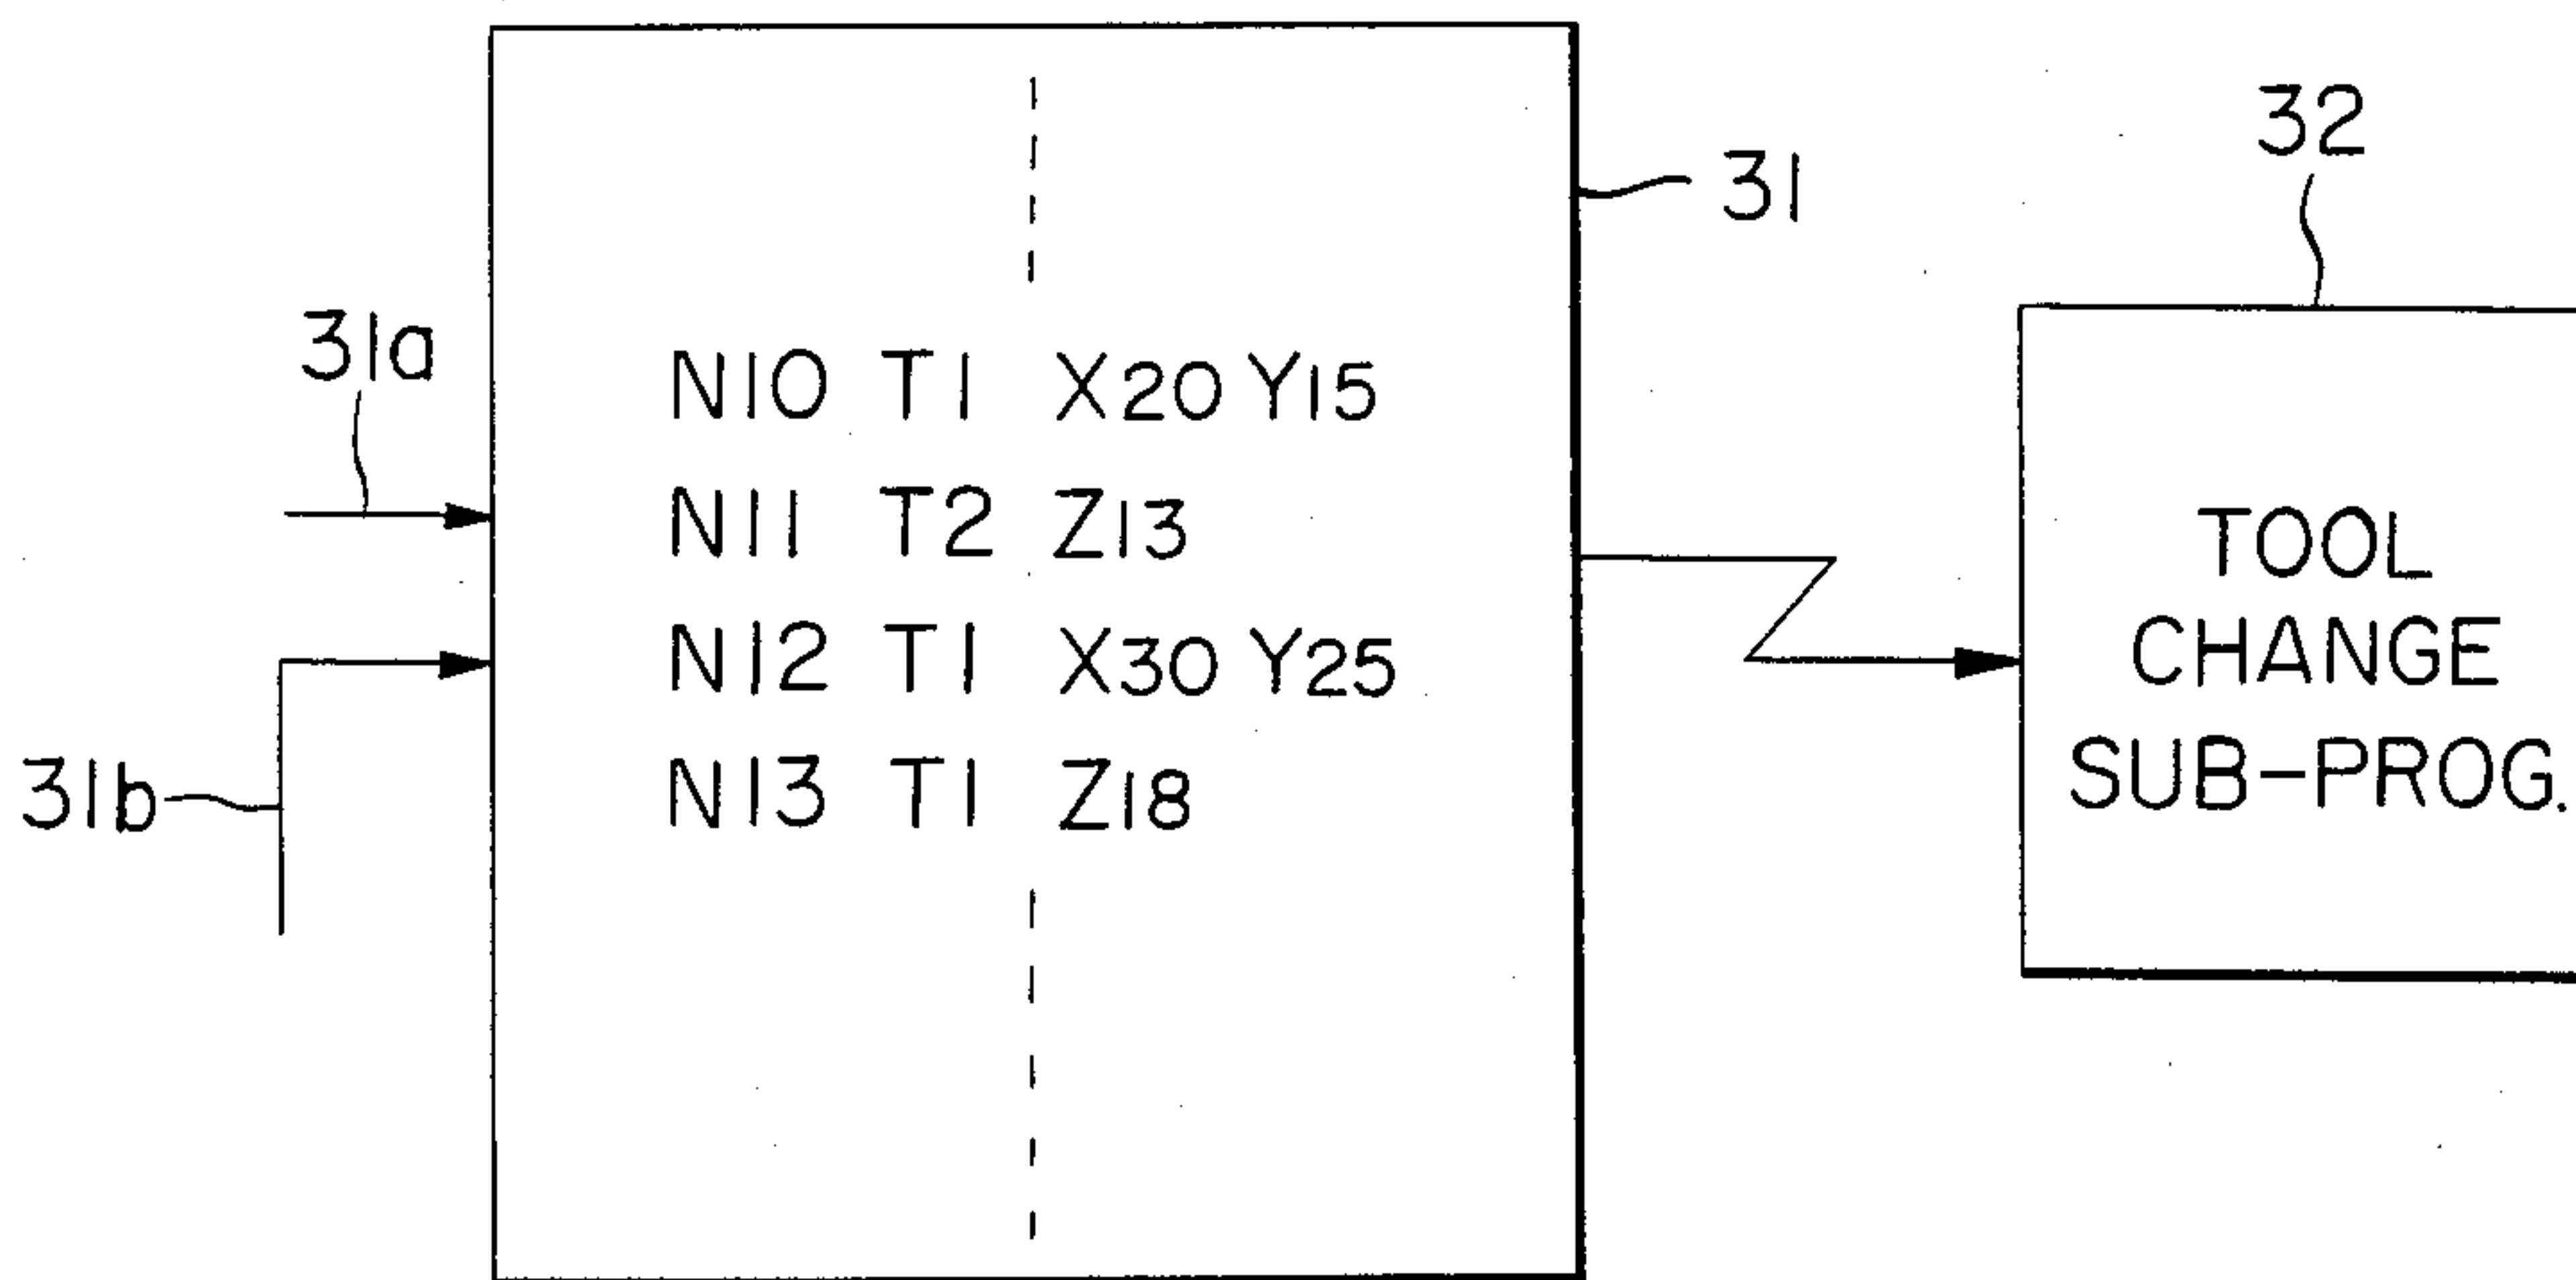 32
31
31a
N10 T1 X20 Y15
N11 T2 Z13
N12 T1 X30 Y25
N13 T1 Z18
31b
TOOL
CHANGE
SUB-PROG.